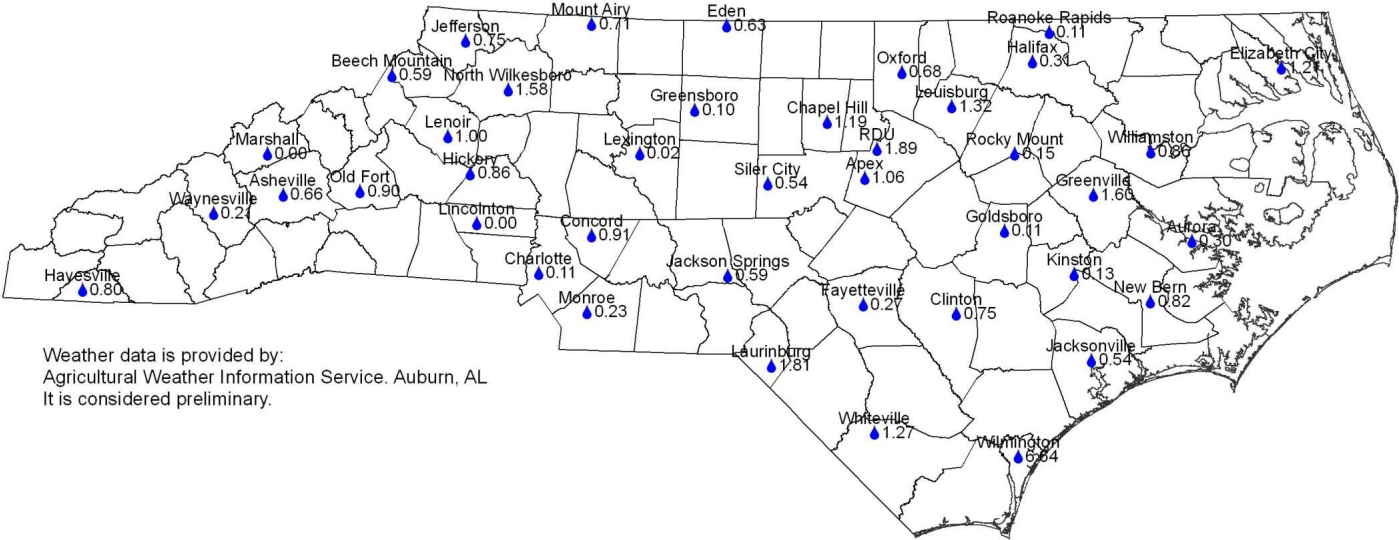 Mount Airy
0.71
Eden
0.63
Roanoke Rapids
0.11
Jefferson
0.75
Halifax
0.31
Elizabeth City
1.21
Beech Mountain
0.59
North Wilkesboro
1.58
Oxford
0.68
Greensboro
0.10
Louisburg
1.32
Chapel Hill
1.19
Lenoir
1.00
RDU
1.89
Marshall
0.00
Lexington
0.02
Rocky Mount
0.15
Williamston
0.86
Hickory
0.86
Siler City
0.54
Apex
1.06
Asheville
0.66
Old Fort
0.90
Greenville
1.60
Waynesville
0.21
Lincolnton
0.00
Concord
0.91
Goldsboro
0.11
Aurora
0.30
Charlotte
0.11
Jackson Springs
0.59
Kinston
0.13
Hayesville
0.80
Monroe
0.23
Fayetteville
0.27
Clinton
0.75
New Bern
0.82
Laurinburg
1.81
Jacksonville
0.54
Weather data is provided by:
Agricultural Weather Information Service. Auburn, AL
It is considered preliminary.
Whiteville
1.27
Wilmington